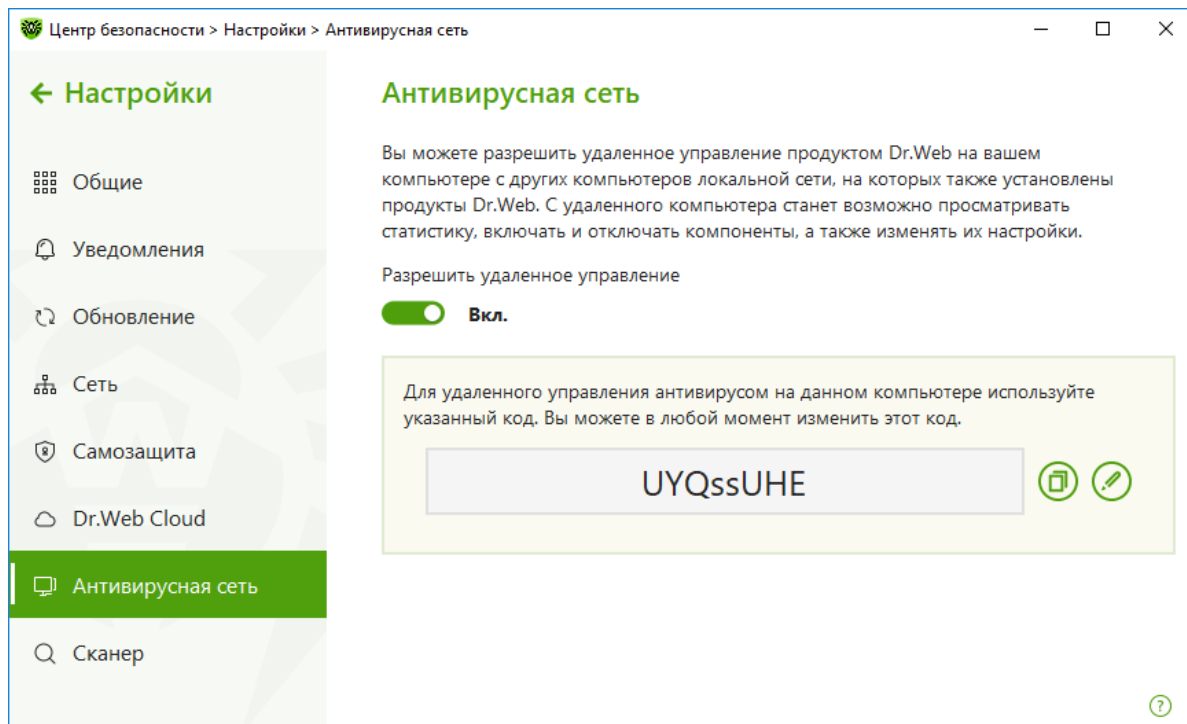 Центр безопасности > Настройки > Антивирусная сеть
Настройки
Общие
Уведомления
Обновление
Сеть
Самозащита
Dr.Web Cloud
Антивирусная сеть
Сканер
Антивирусная сеть
Вы можете разрешить удаленное управление продуктом Dr.Web на вашем
компьютере с других компьютеров локальной сети, на которых также установлены
продукты Dr.Web. С удаленного компьютера станет возможно просматривать
статистику, включать и отключать компоненты, а также изменять их настройки.
Разрешить удаленное управление
Вкл.
Для удаленного управления антивирусом на данном компьютере используйте
указанный код. Вы можете в любой момент изменить этот код.
UYQssUHE
?